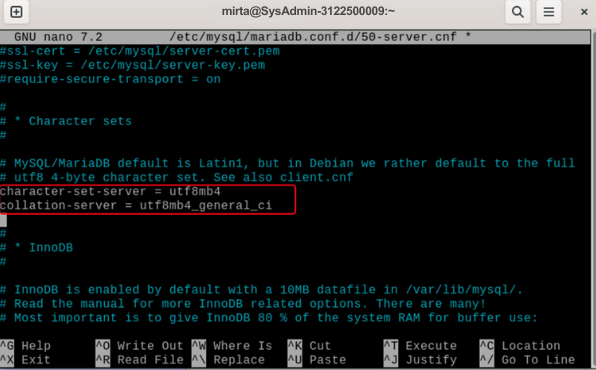 mirta@SysAdmin-3122500009:~
GNU nano 7.2 /etc/mysql/mariadb.conf.d/50-server.cnf *
#ssl-cert = /etc/mysql/server-cert.pem
#ssl-key = /etc/mysql/server-key.pem
#require-secure-transport = on
#
# * Character sets
#
# MySQL/MariaDB default is Latin1, but in Debian we rather default to the full
# utf8 4-byte character set. See also client.cnf
character-set-server = utf8mb4
collation-server = utf8mb4_general_ci
#
# * InnoDB
#
# InnoDB is enabled by default with a 10MB datafile in /var/lib/mysql/.
# Read the manual for more InnoDB related options. There are many!
# Most important is to give InnoDB 80 % of the system RAM for buffer use:
^G Help ^O Write Out ^W Where Is ^K Cut ^T Execute ^C Location
^X Exit ^R Read File ^\ Replace ^U Paste ^J Justify ^/ Go To Line